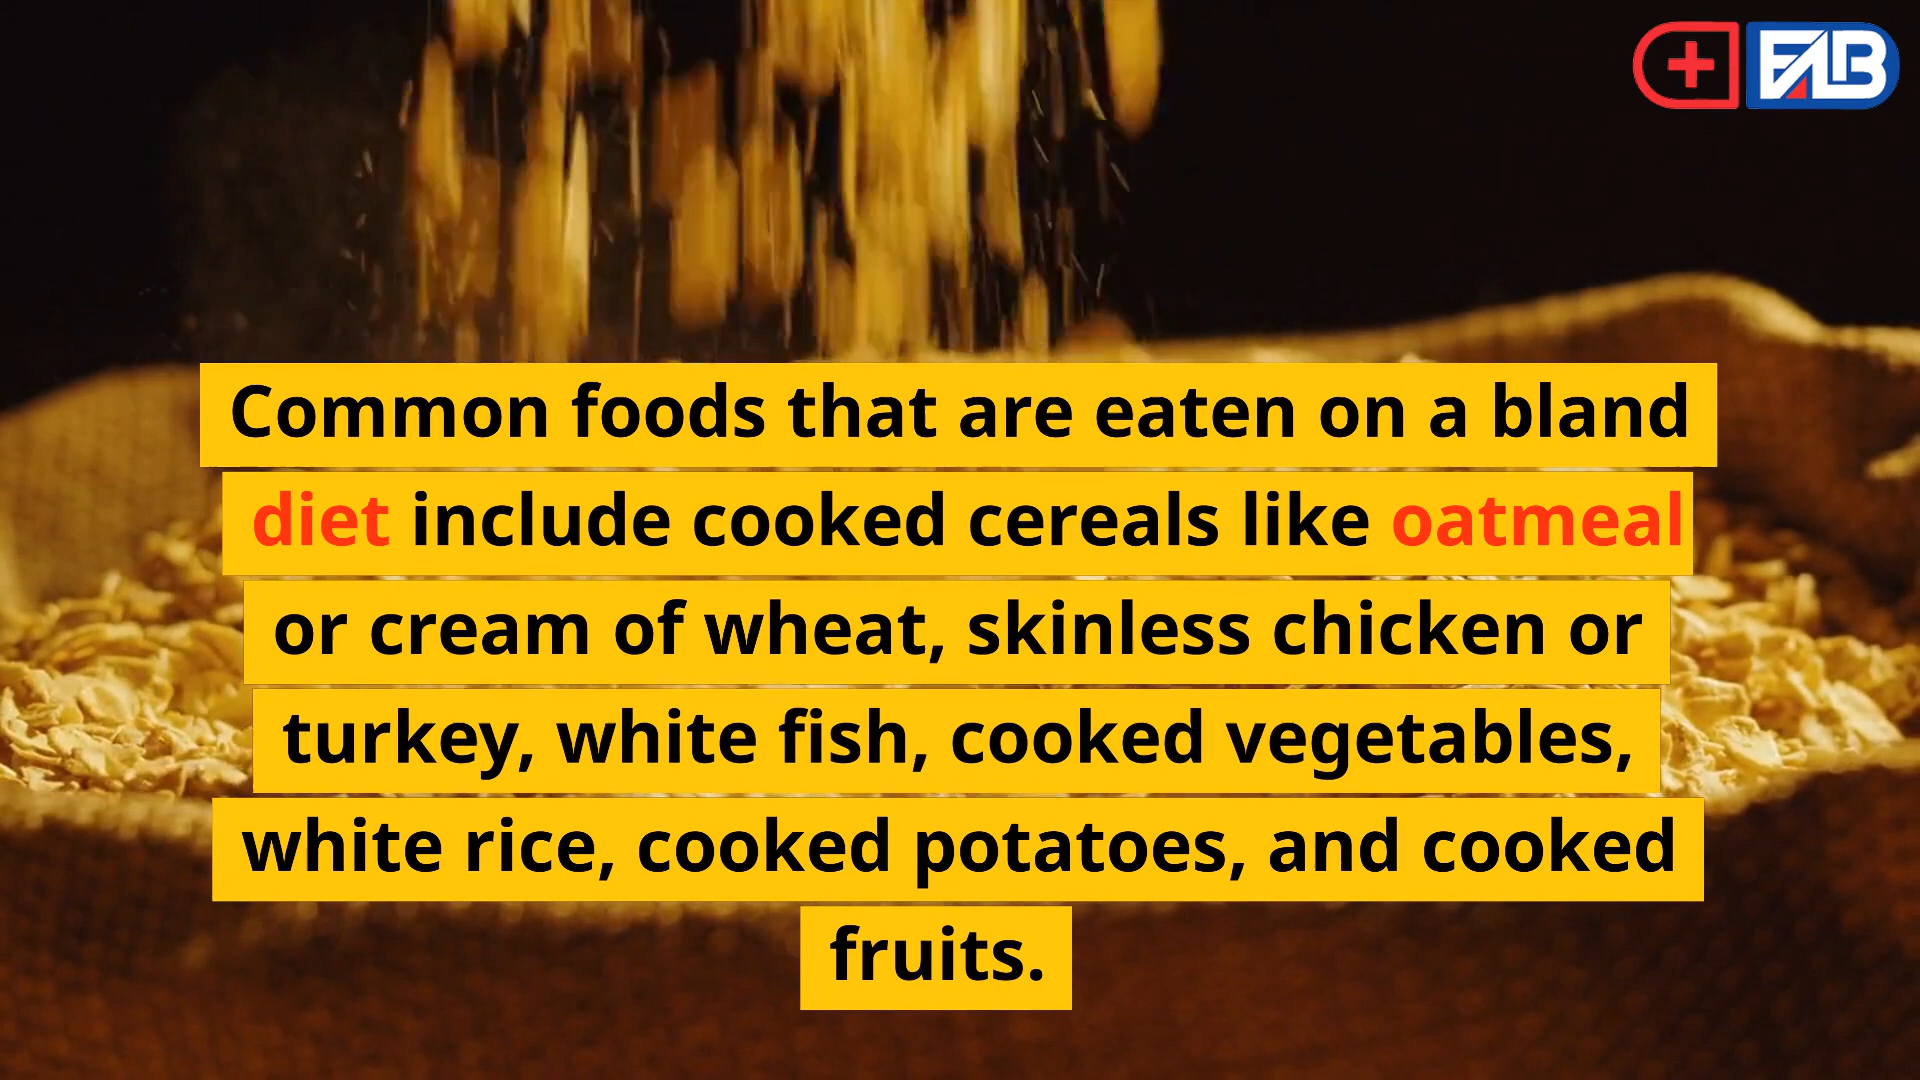 FAB
Common foods that are eaten on a bland
diet include cooked cereals like oatmeal
or cream of wheat, skinless chicken or
turkey, white fish, cooked vegetables,
white rice, cooked potatoes, and cooked
fruits.